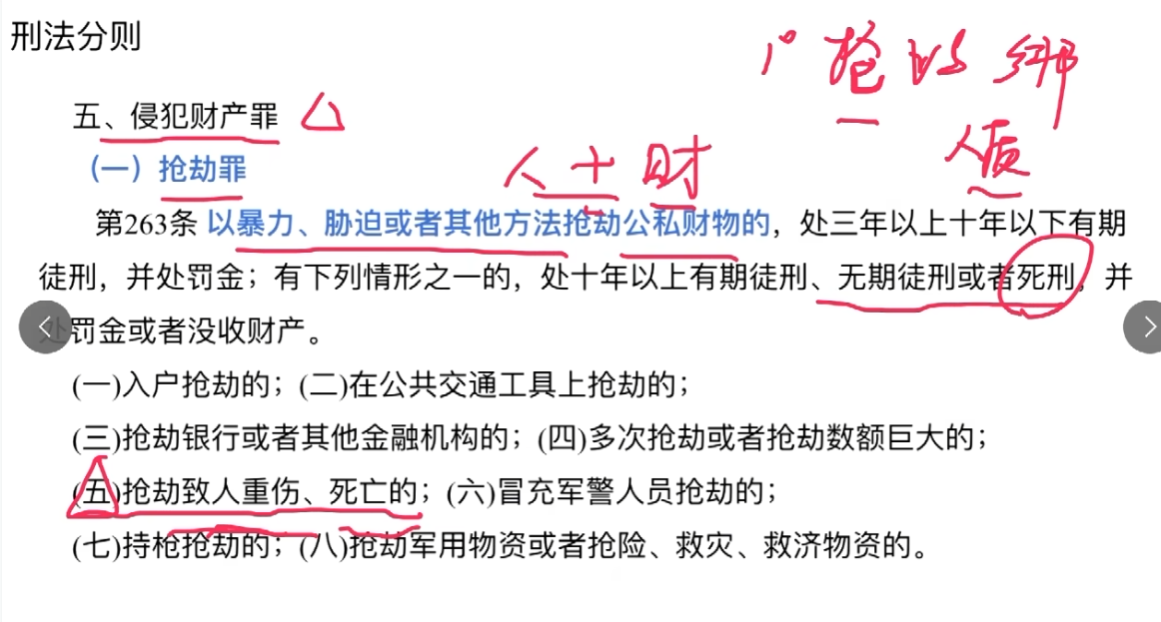 刑法分则
1° 抢 vs 绑
五、侵犯财产罪
人质
(一) 抢劫罪
人+财
第263条 以暴力、胁迫或者其他方法抢劫公私财物的，处三年以上十年以下有期
徒刑，并处罚金；有下列情形之一的，处十年以上有期徒刑、无期徒刑或者死刑，并
处罚金或者没收财产。
(一)入户抢劫的；(二)在公共交通工具上抢劫的；
(三)抢劫银行或者其他金融机构的；(四)多次抢劫或者抢劫数额巨大的；
(五)抢劫致人重伤、死亡的；(六)冒充军警人员抢劫的；
(七)持枪抢劫的；(八)抢劫军用物资或者抢险、救灾、救济物资的。